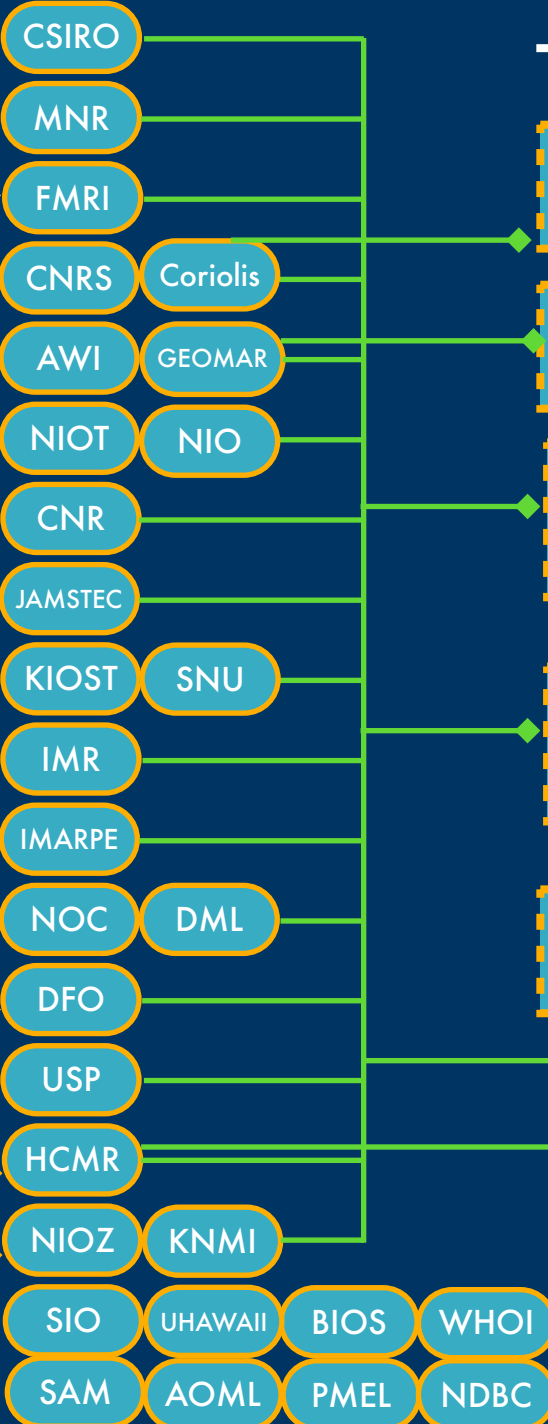 CSIRO
MNR
FMRI
CNRS Coriolis
AWI GEOMAR
NIOT NIO
CNR
JAMSTEC
KIOST SNU
IMR
IMARPE
NOC DML
DFO
USP
HCMR
NIOZ KNMI
SIO UHAWAII BIOS WHOI
SAM AOML PMEL NDBC